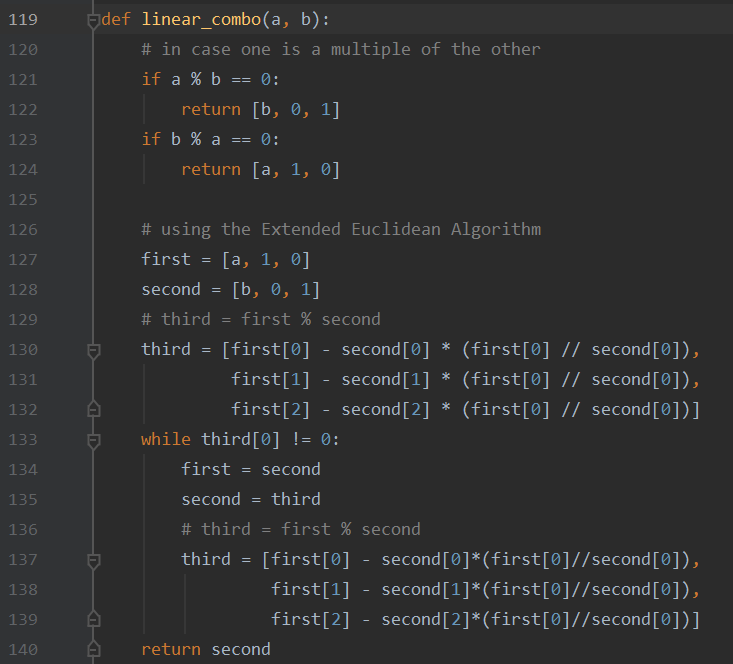 119 def linear_combo(a, b):
120     # in case one is a multiple of the other
121     if a % b == 0:
122         return [b, 0, 1]
123     if b % a == 0:
124         return [a, 1, 0]
125
126     # using the Extended Euclidean Algorithm
127     first = [a, 1, 0]
128     second = [b, 0, 1]
129     # third = first % second
130     third = [first[0] - second[0] * (first[0] // second[0]),
131              first[1] - second[1] * (first[0] // second[0]),
132              first[2] - second[2] * (first[0] // second[0])]
133     while third[0] != 0:
134         first = second
135         second = third
136         # third = first % second
137         third = [first[0] - second[0]*(first[0]//second[0]),
138                  first[1] - second[1]*(first[0]//second[0]),
139                  first[2] - second[2]*(first[0]//second[0])]
140     return second